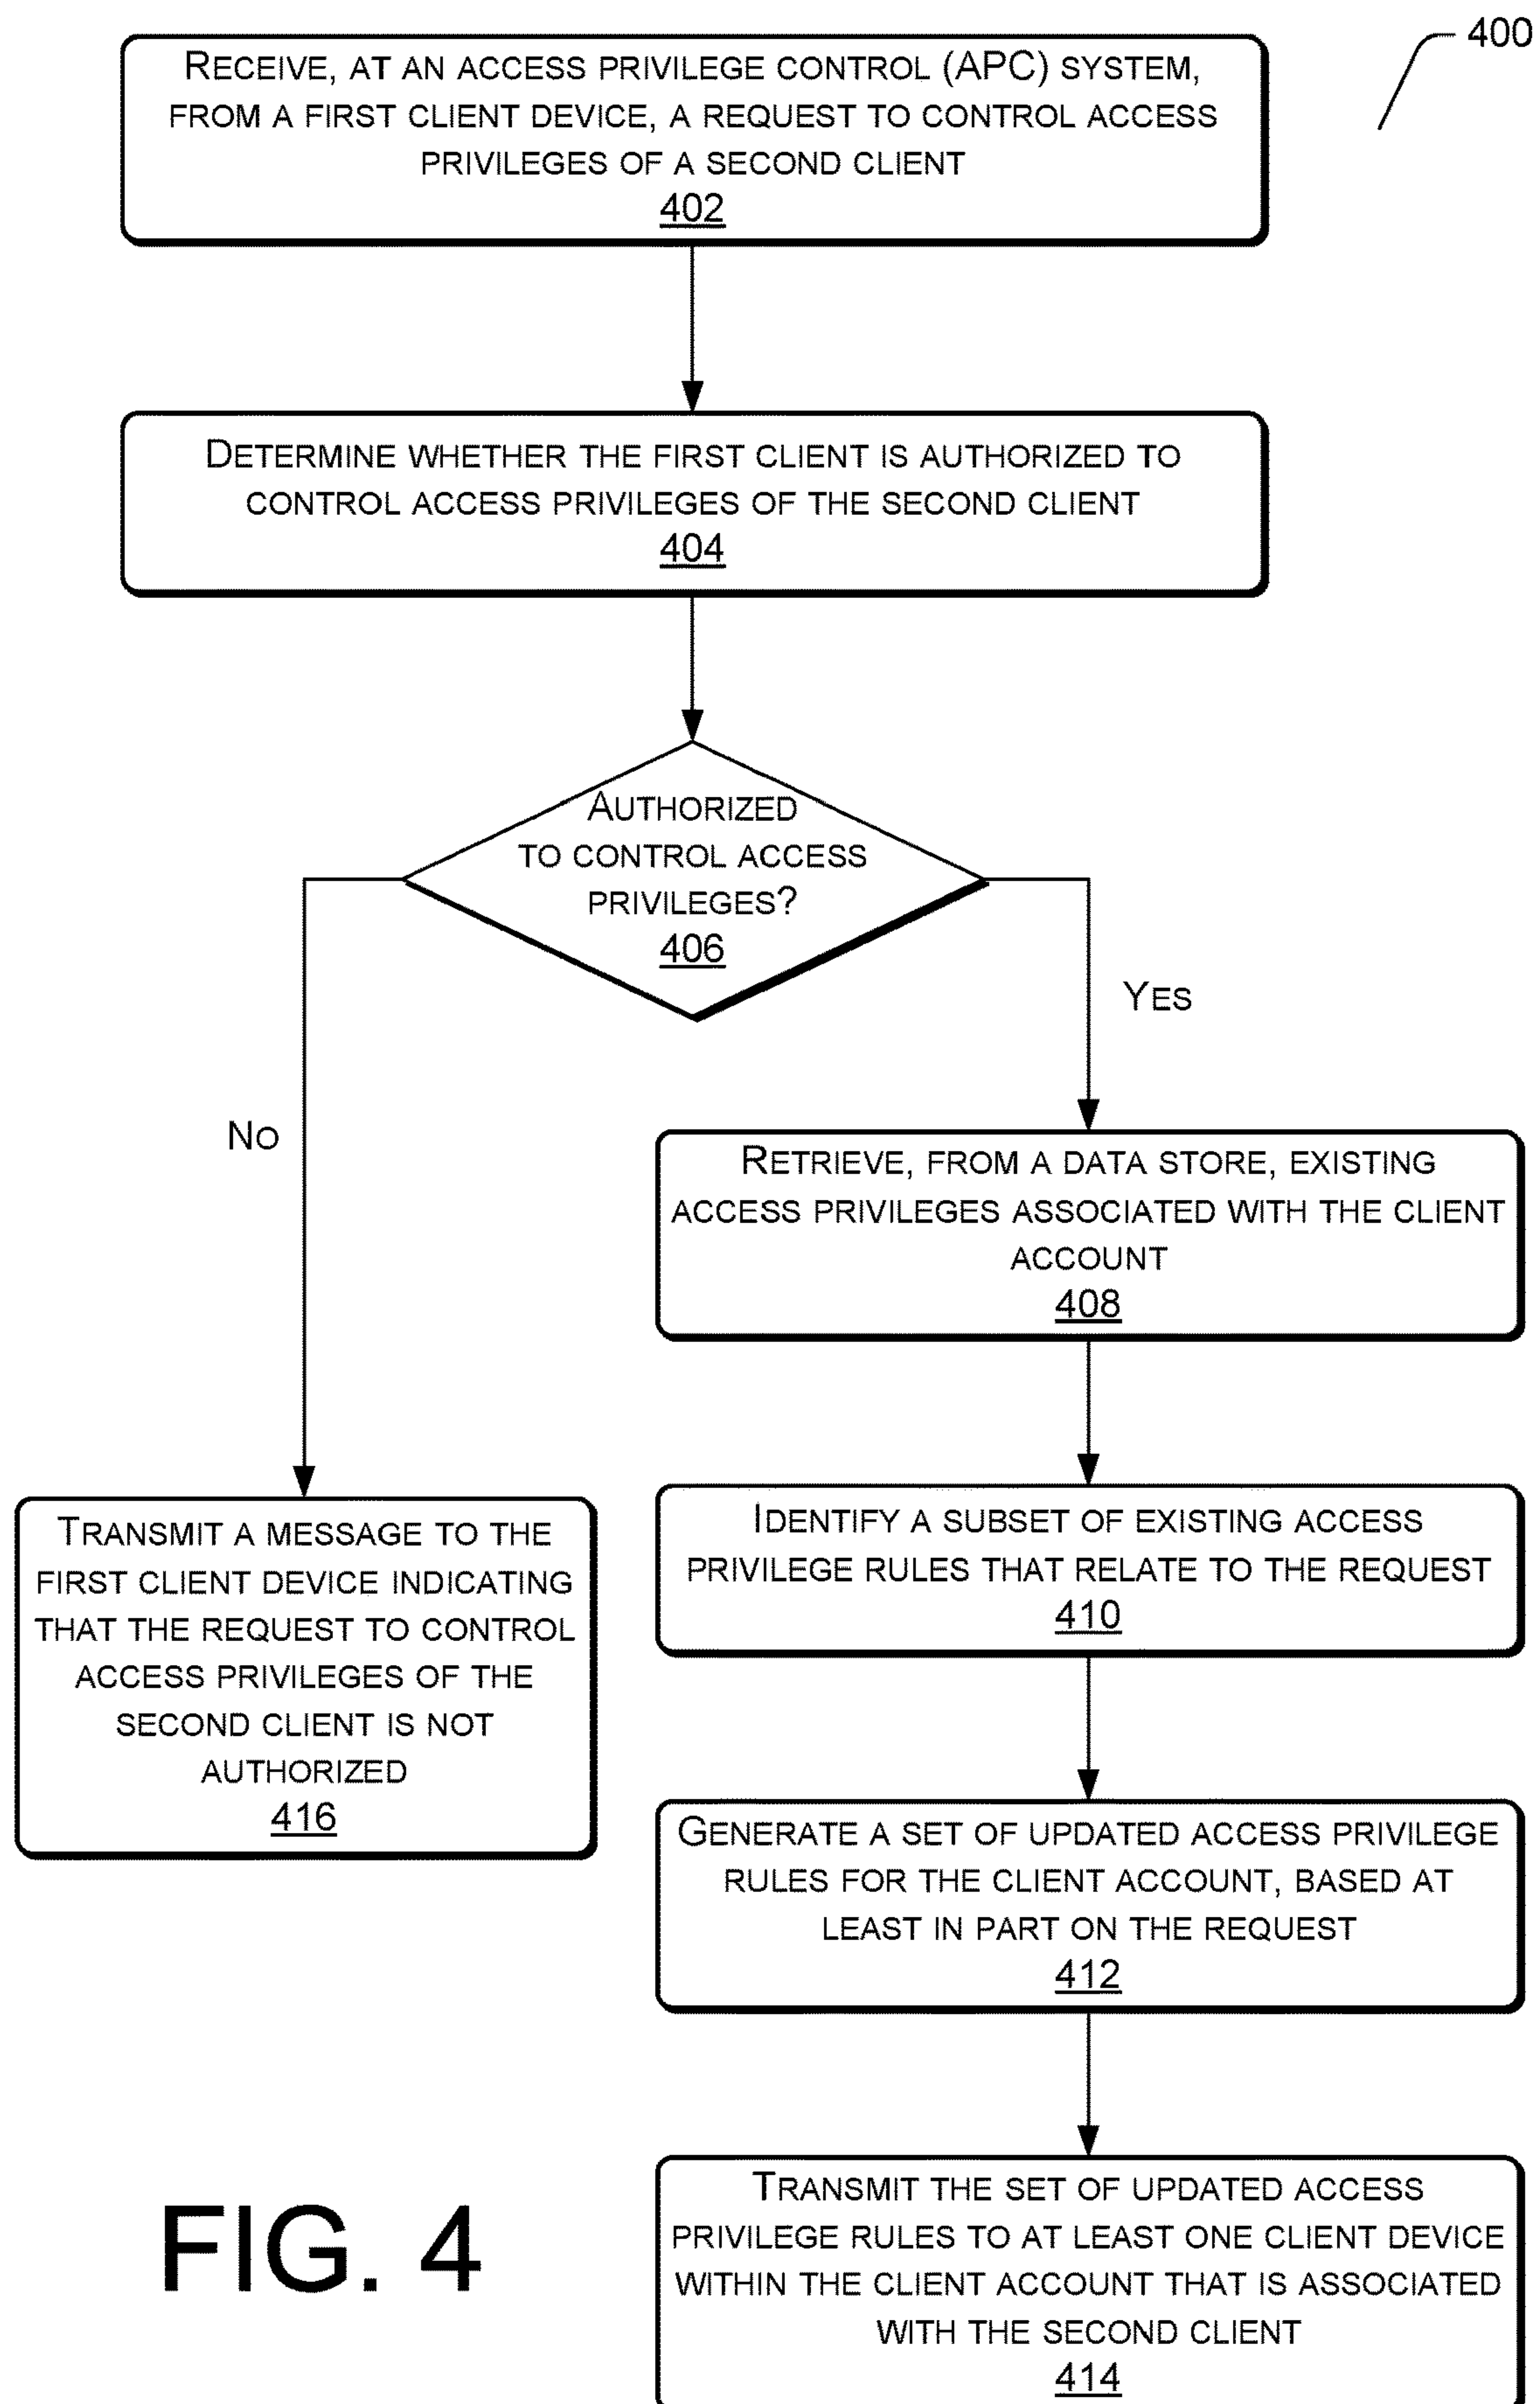 400
RECEIVE, AT AN ACCESS PRIVILEGE CONTROL (APC) SYSTEM,
FROM A FIRST CLIENT DEVICE, A REQUEST TO CONTROL ACCESS
PRIVILEGES OF A SECOND CLIENT
402
DETERMINE WHETHER THE FIRST CLIENT IS AUTHORIZED TO
CONTROL ACCESS PRIVILEGES OF THE SECOND CLIENT
404
AUTHORIZED
TO CONTROL ACCESS
PRIVILEGES?
406
YES
NO
RETRIEVE, FROM A DATA STORE, EXISTING
ACCESS PRIVILEGES ASSOCIATED WITH THE CLIENT
ACCOUNT
408
IDENTIFY A SUBSET OF EXISTING ACCESS
PRIVILEGE RULES THAT RELATE TO THE REQUEST
410
TRANSMIT A MESSAGE TO THE
FIRST CLIENT DEVICE INDICATING
THAT THE REQUEST TO CONTROL
ACCESS PRIVILEGES OF THE
SECOND CLIENT IS NOT
AUTHORIZED
416
GENERATE A SET OF UPDATED ACCESS PRIVILEGE
RULES FOR THE CLIENT ACCOUNT, BASED AT
LEAST IN PART ON THE REQUEST
412
TRANSMIT THE SET OF UPDATED ACCESS
PRIVILEGE RULES TO AT LEAST ONE CLIENT DEVICE
WITHIN THE CLIENT ACCOUNT THAT IS ASSOCIATED
WITH THE SECOND CLIENT
414
FIG. 4